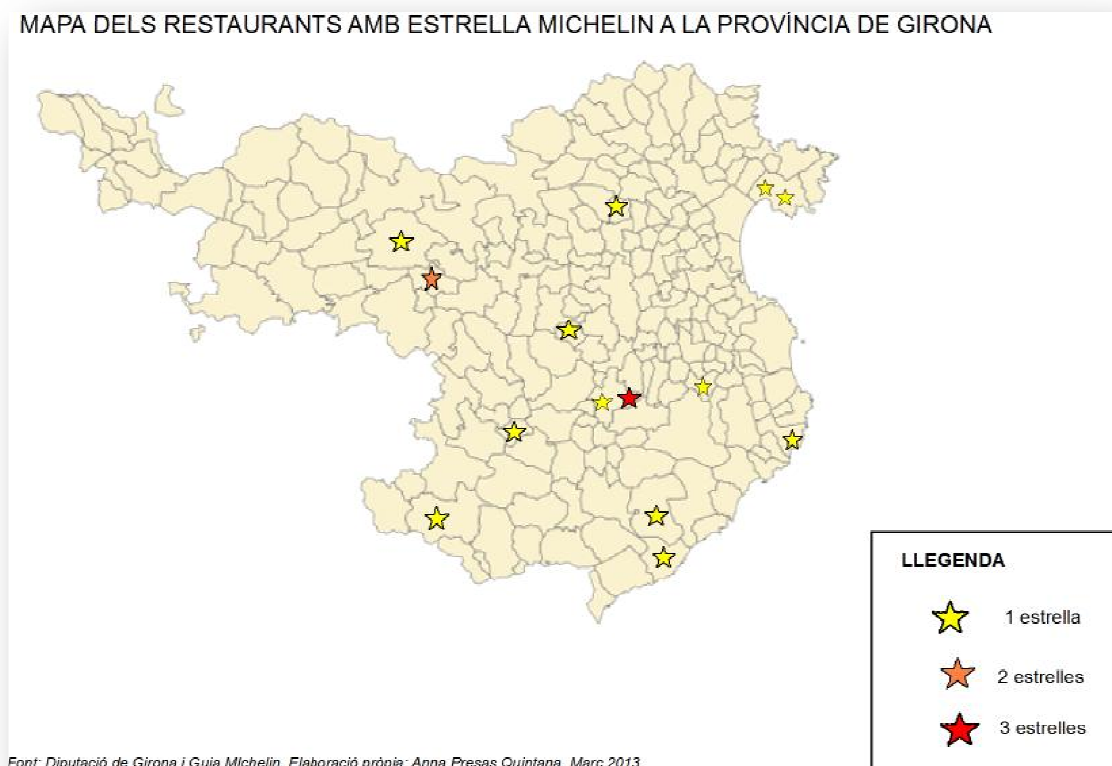 MAPA DELS RESTAURANTS AMB ESTRELLA MICHELIN A LA PROVÍNCIA DE GIRONA
LLEGENDA
1 estrella
2 estrelles
3 estrelles
Font: Diputació de Girona i Guia MIchelin. Elaboració pròpia: Anna Presas Quintana. Març 2013